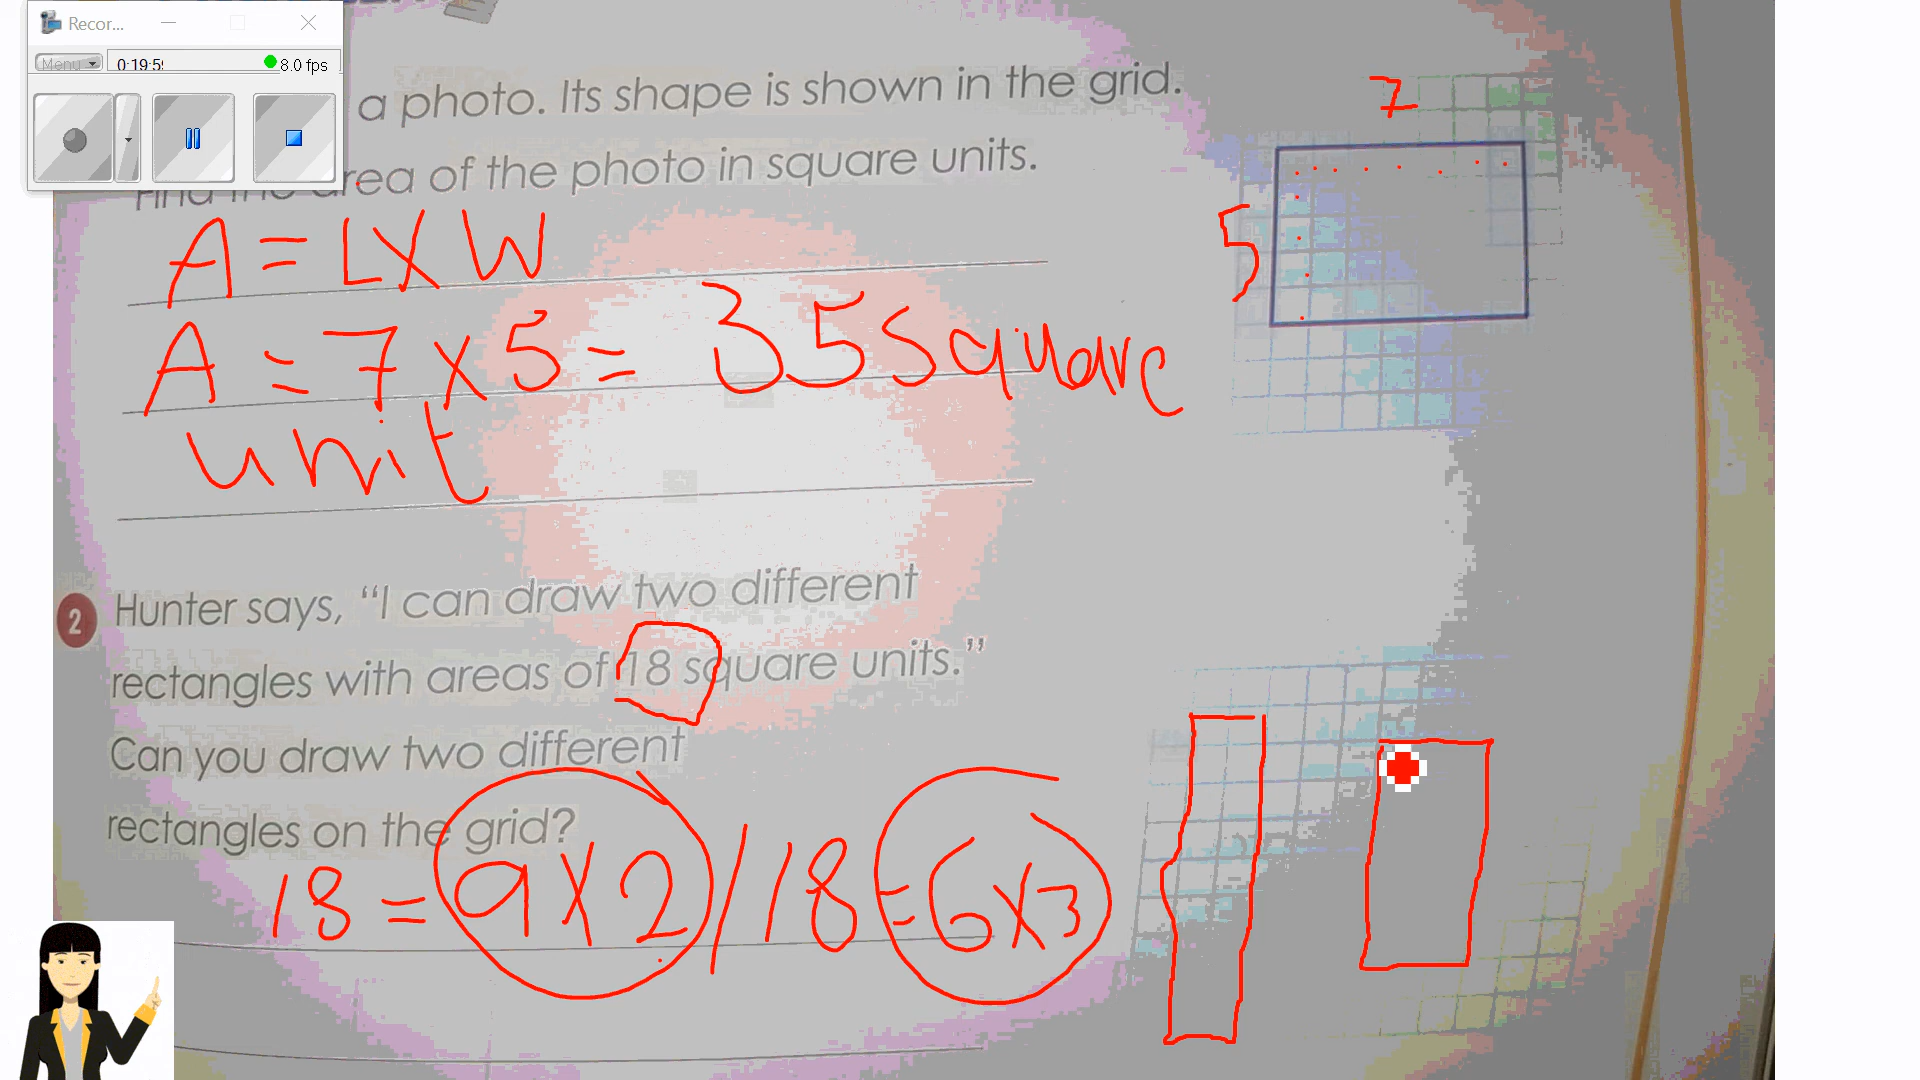 Recor...
Menu
0:19:5
8.0 fps
a photo. Its shape is shown in the grid.
Find the area of the photo in square units.
7
5
A = L X W
A = 7 x 5 = 35 square
unit
2 Hunter says, “I can draw two different
rectangles with areas of 18 square units.”
Can you draw two different
rectangles on the grid?
18 = 9 X 2 / 18 = 6 X 3